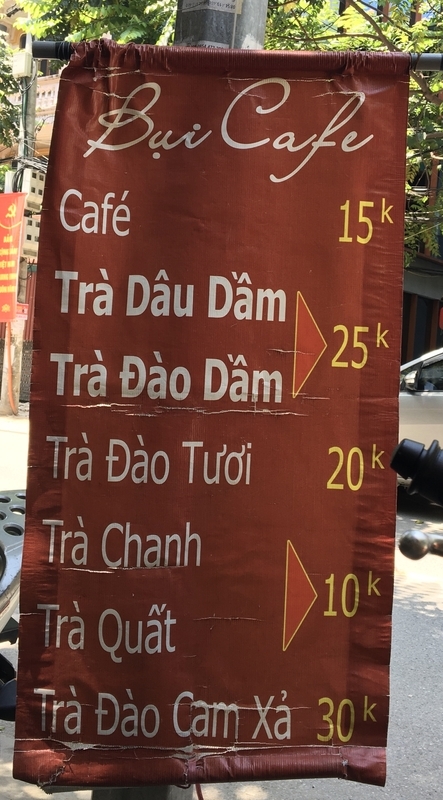 Bụi Cafe
Café 15k
Trà Dâu Dầm
Trà Đào Dầm
25k
Trà Đào Tươi 20k
Trà Chanh
Trà Quất
10k
Trà Đào Cam Xả 30k